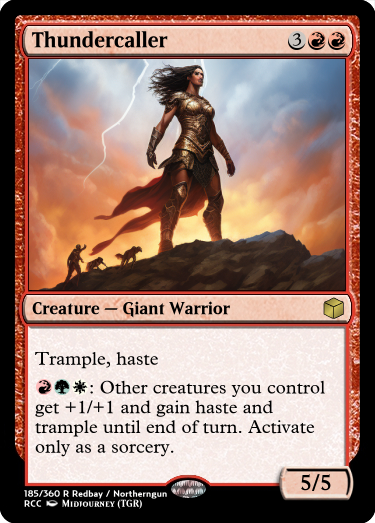 Thundercaller 3
Creature — Giant Warrior
Trample, haste
: Other creatures you control
get +1/+1 and gain haste and
trample until end of turn. Activate
only as a sorcery.
5/5
185/360 R Redbay / Northerngun
RCC MIDJOURNEY (TGR)